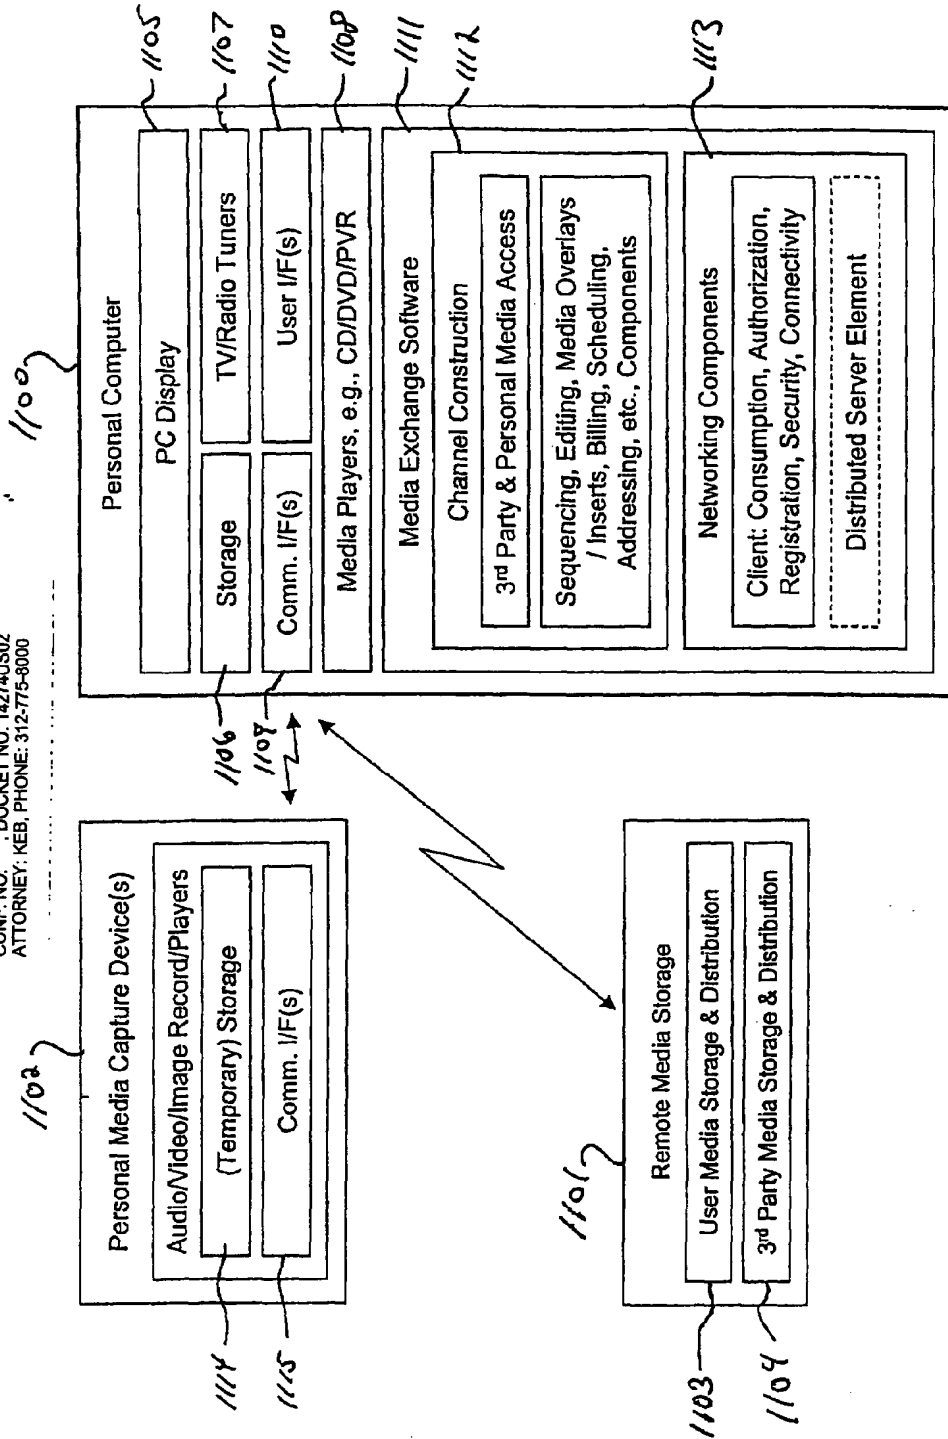 DOCKET NO. 14274US02
ATTORNEY: KEB, PHONE: 312-775-8000
1100
Personal Computer
PC Display
1105
Storage
1106
TV/Radio Tuners
1107
Comm. I/F(s)
1109
User I/F(s)
1110
Media Players, e.g., CD/DVD/PVR
1108
Media Exchange Software
1111
Channel Construction
1112
3rd Party & Personal Media Access
Sequencing, Editing, Media Overlays
/ Inserts, Billing, Scheduling,
Addressing, etc., Components
Networking Components
1113
Client: Consumption, Authorization,
Registration, Security, Connectivity
Distributed Server Element
1102
Personal Media Capture Device(s)
Audio/Video/Image Record/Players
(Temporary) Storage
1114
Comm. I/F(s)
1115
1101
Remote Media Storage
User Media Storage & Distribution
1103
3rd Party Media Storage & Distribution
1104